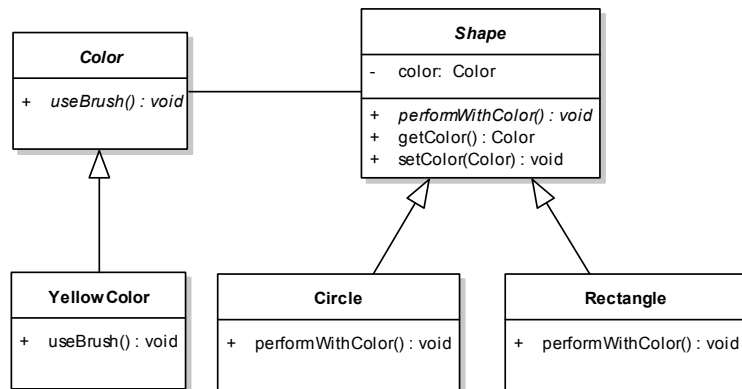 Color
+ useBrush() : void
Shape
- color: Color
+ performWithColor() : void
+ getColor() : Color
+ setColor(Color) : void
YellowColor
+ useBrush() : void
Circle
+ performWithColor() : void
Rectangle
+ performWithColor() : void